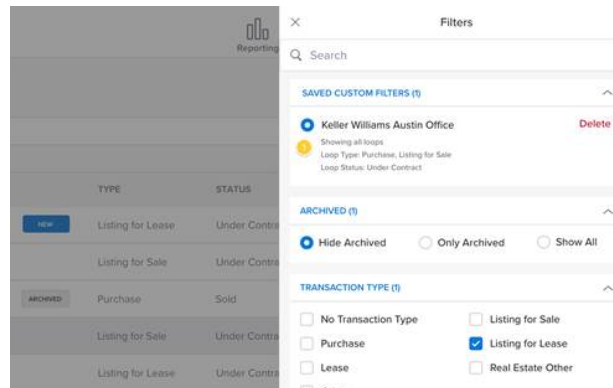 Reporting
Filters
Search
SAVED CUSTOM FILTERS (1)
Keller Williams Austin Office
Delete
Showing all loops
Loop Type: Purchase, Listing for Sale
Loop Status: Under Contract
TYPE STATUS
NEW Listing for Lease Under Contra
Listing for Sale Under Contra
ARCHIVED Purchase Sold
Listing for Sale Under Contra
Listing for Lease Under Contra
ARCHIVED (1)
Hide Archived Only Archived Show All
TRANSACTION TYPE (1)
No Transaction Type Listing for Sale
Purchase Listing for Lease
Lease Real Estate Other